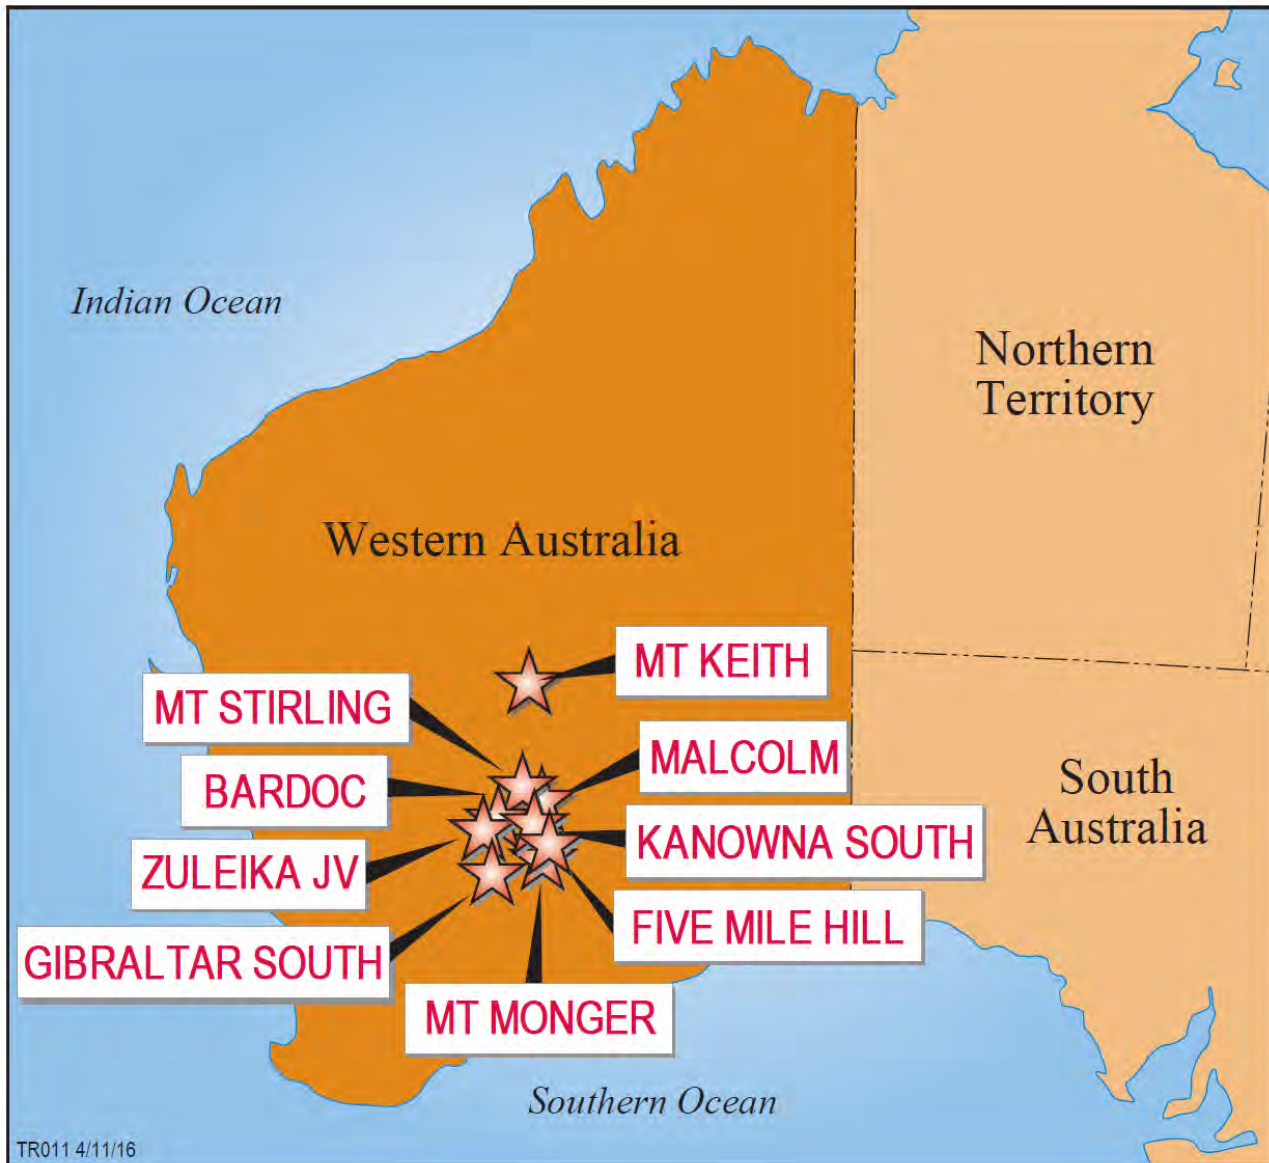 Indian Ocean
Northern
Territory
Western Australia
MT KEITH
MT STIRLING
MALCOLM
BARDOC
South
Australia
KANOWNA SOUTH
ZULEIKA JV
FIVE MILE HILL
GIBRALTAR SOUTH
MT MONGER
Southern Ocean
TR011 4/11/16